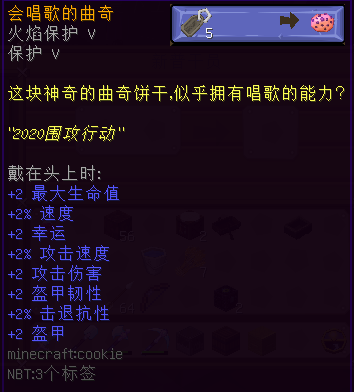 会唱歌的曲奇
火焰保护 V
保护 V
5
这块神奇的曲奇饼干,似乎拥有唱歌的能力?
"2020围攻行动"
戴在头上时:
+2 最大生命值
+2% 速度
+2 幸运
+2% 攻击速度
+2 攻击伤害
+2 盔甲韧性
+2% 击退抗性
+2 盔甲
minecraft:cookie
NBT:3个标签